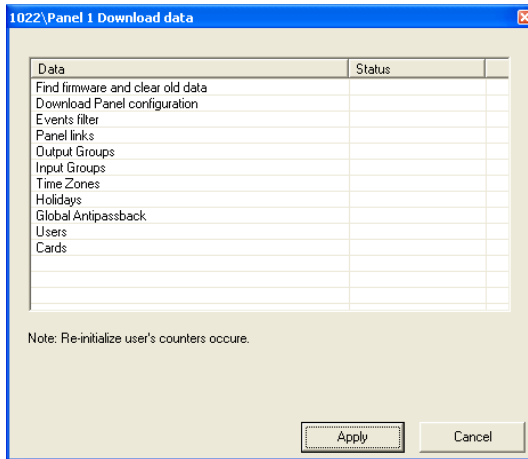 1022\Panel 1 Download data
Data Status
Find firmware and clear old data
Download Panel configuration
Events filter
Panel links
Output Groups
Input Groups
Time Zones
Holidays
Global Antipassback
Users
Cards
Note: Re-initialize user's counters occure.
Apply Cancel